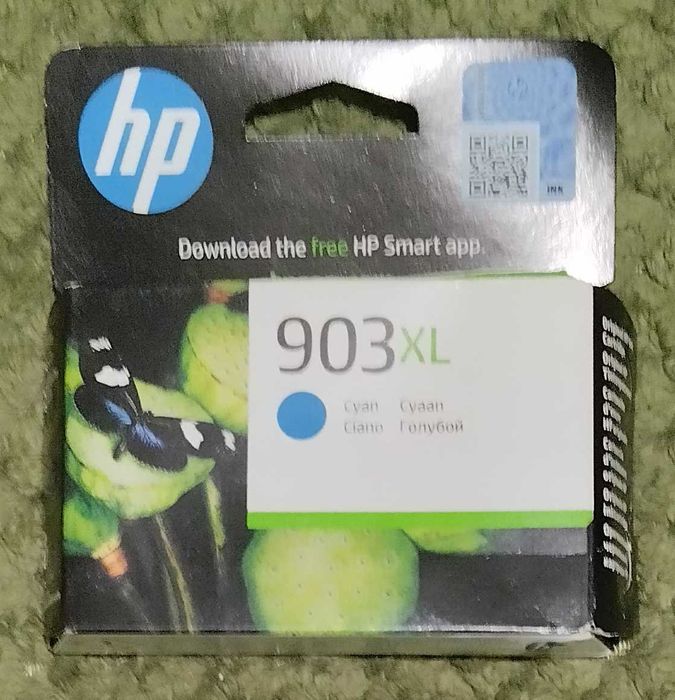 hp
INK
Download the free HP Smart app.
903XL
Cyan Cyaan
Ciano Голубой